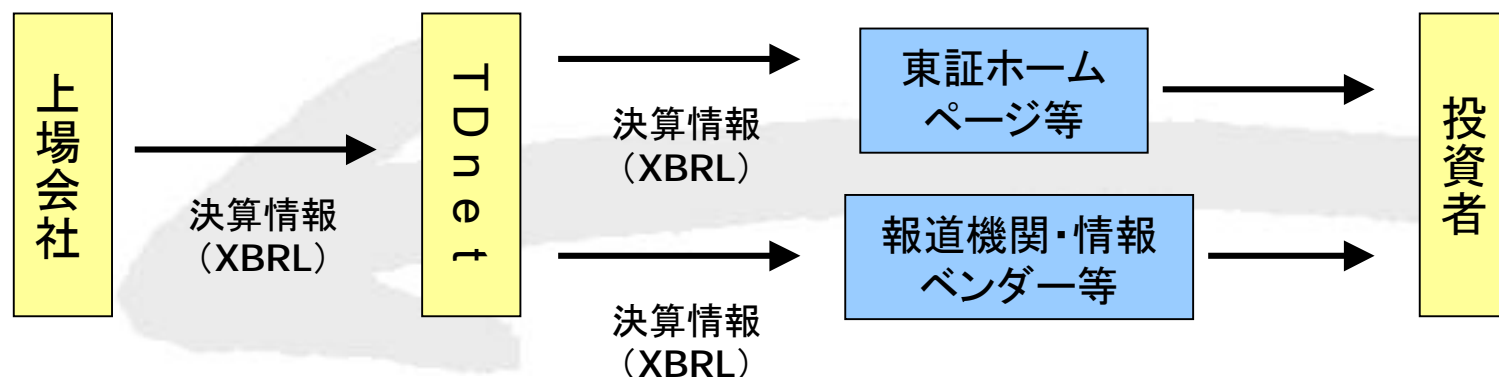 上場会社
決算情報
（XBRL）
TDnet
決算情報
（XBRL）
東証ホーム
ページ等
決算情報
（XBRL）
報道機関・情報
ベンダー等
投資者